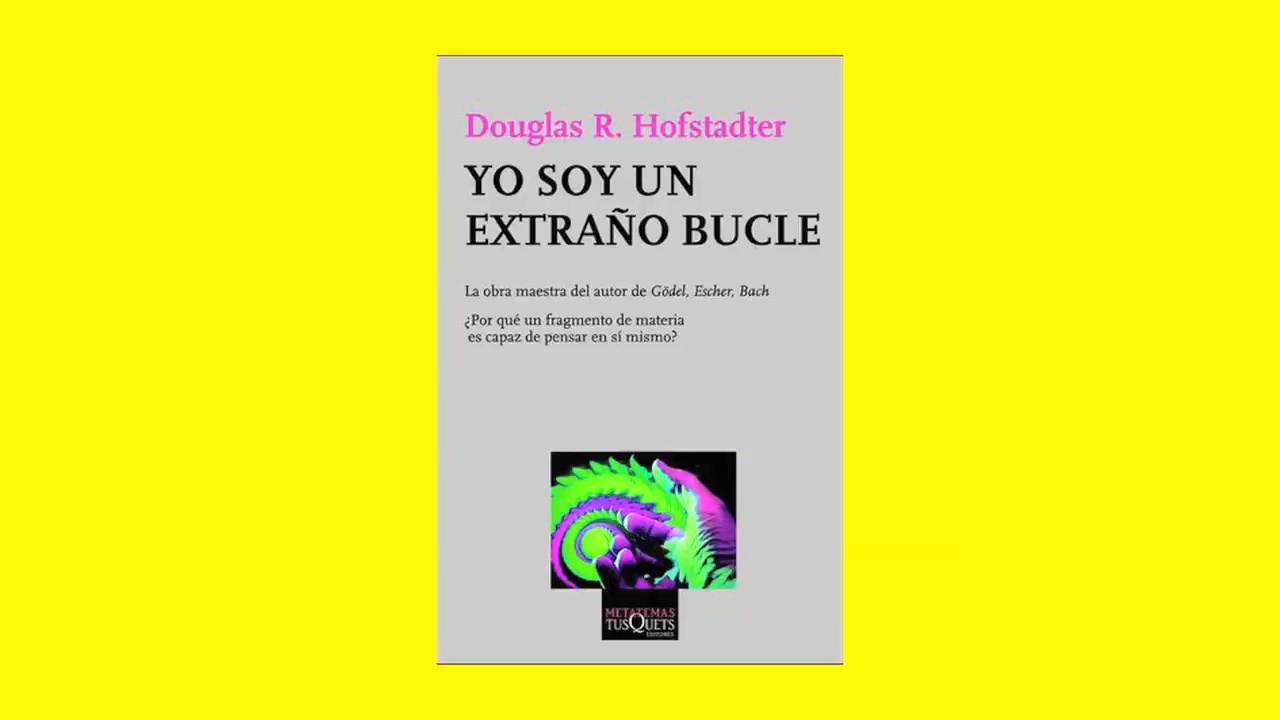 Douglas R. Hofstadter
YO SOY UN
EXTRAÑO BUCLE
La obra maestra del autor de Gödel, Escher, Bach
¿Por qué un fragmento de materia
es capaz de pensar en sí mismo?
METATEMAS
TUSQUETS
EDITORES